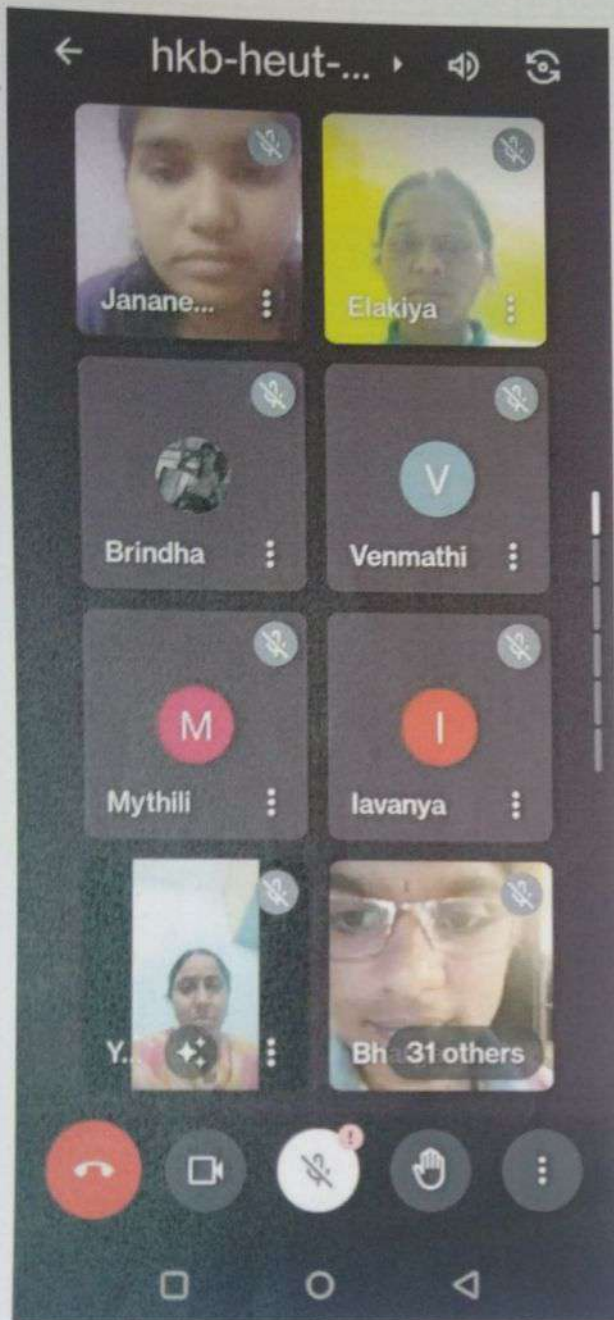 hkb-heut-...
Janane...
Elakiya
Brindha
V
Venmathi
M
Mythili
l
lavanya
Y...
Bh
31 others
!